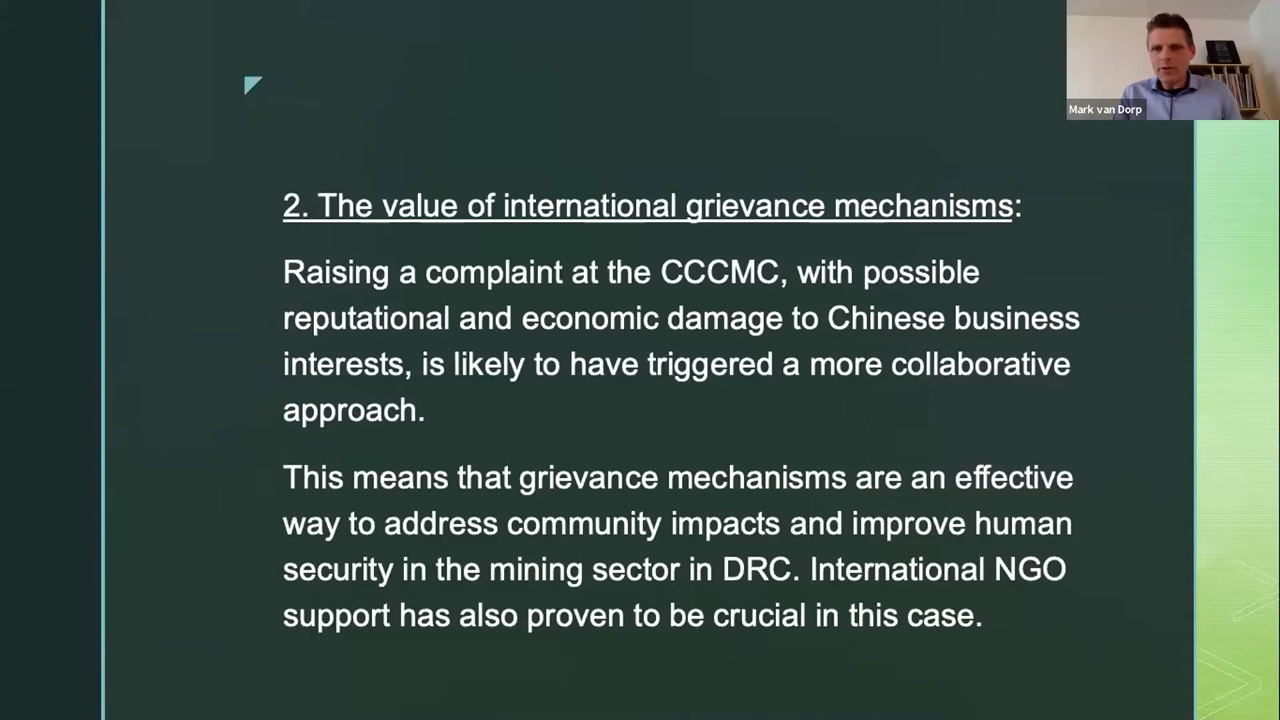 Mark van Dorp
2. The value of international grievance mechanisms:
Raising a complaint at the CCCMC, with possible
reputational and economic damage to Chinese business
interests, is likely to have triggered a more collaborative
approach.
This means that grievance mechanisms are an effective
way to address community impacts and improve human
security in the mining sector in DRC. International NGO
support has also proven to be crucial in this case.